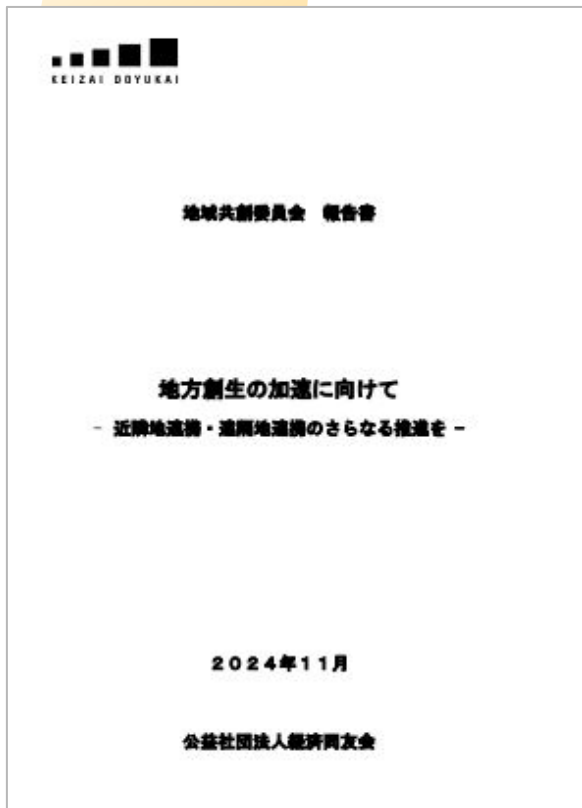 KEIZAI DOYUKAI
地域共創委員会　報告書
地方創生の加速に向けて
- 近隣地連携・遠隔地連携のさらなる推進を -
２０２４年１１月
公益社団法人経済同友会